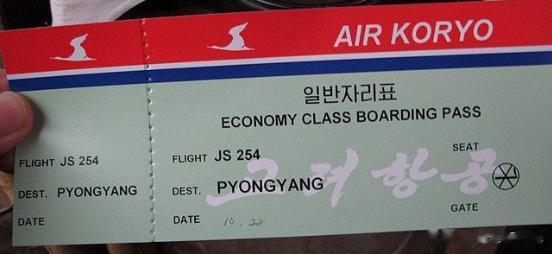 AIR KORYO
일반자리표
ECONOMY CLASS BOARDING PASS
FLIGHT JS 254
DEST. PYONGYANG
DATE
FLIGHT JS 254
SEAT
DEST. PYONGYANG
고려항공
DATE 10. 22
GATE